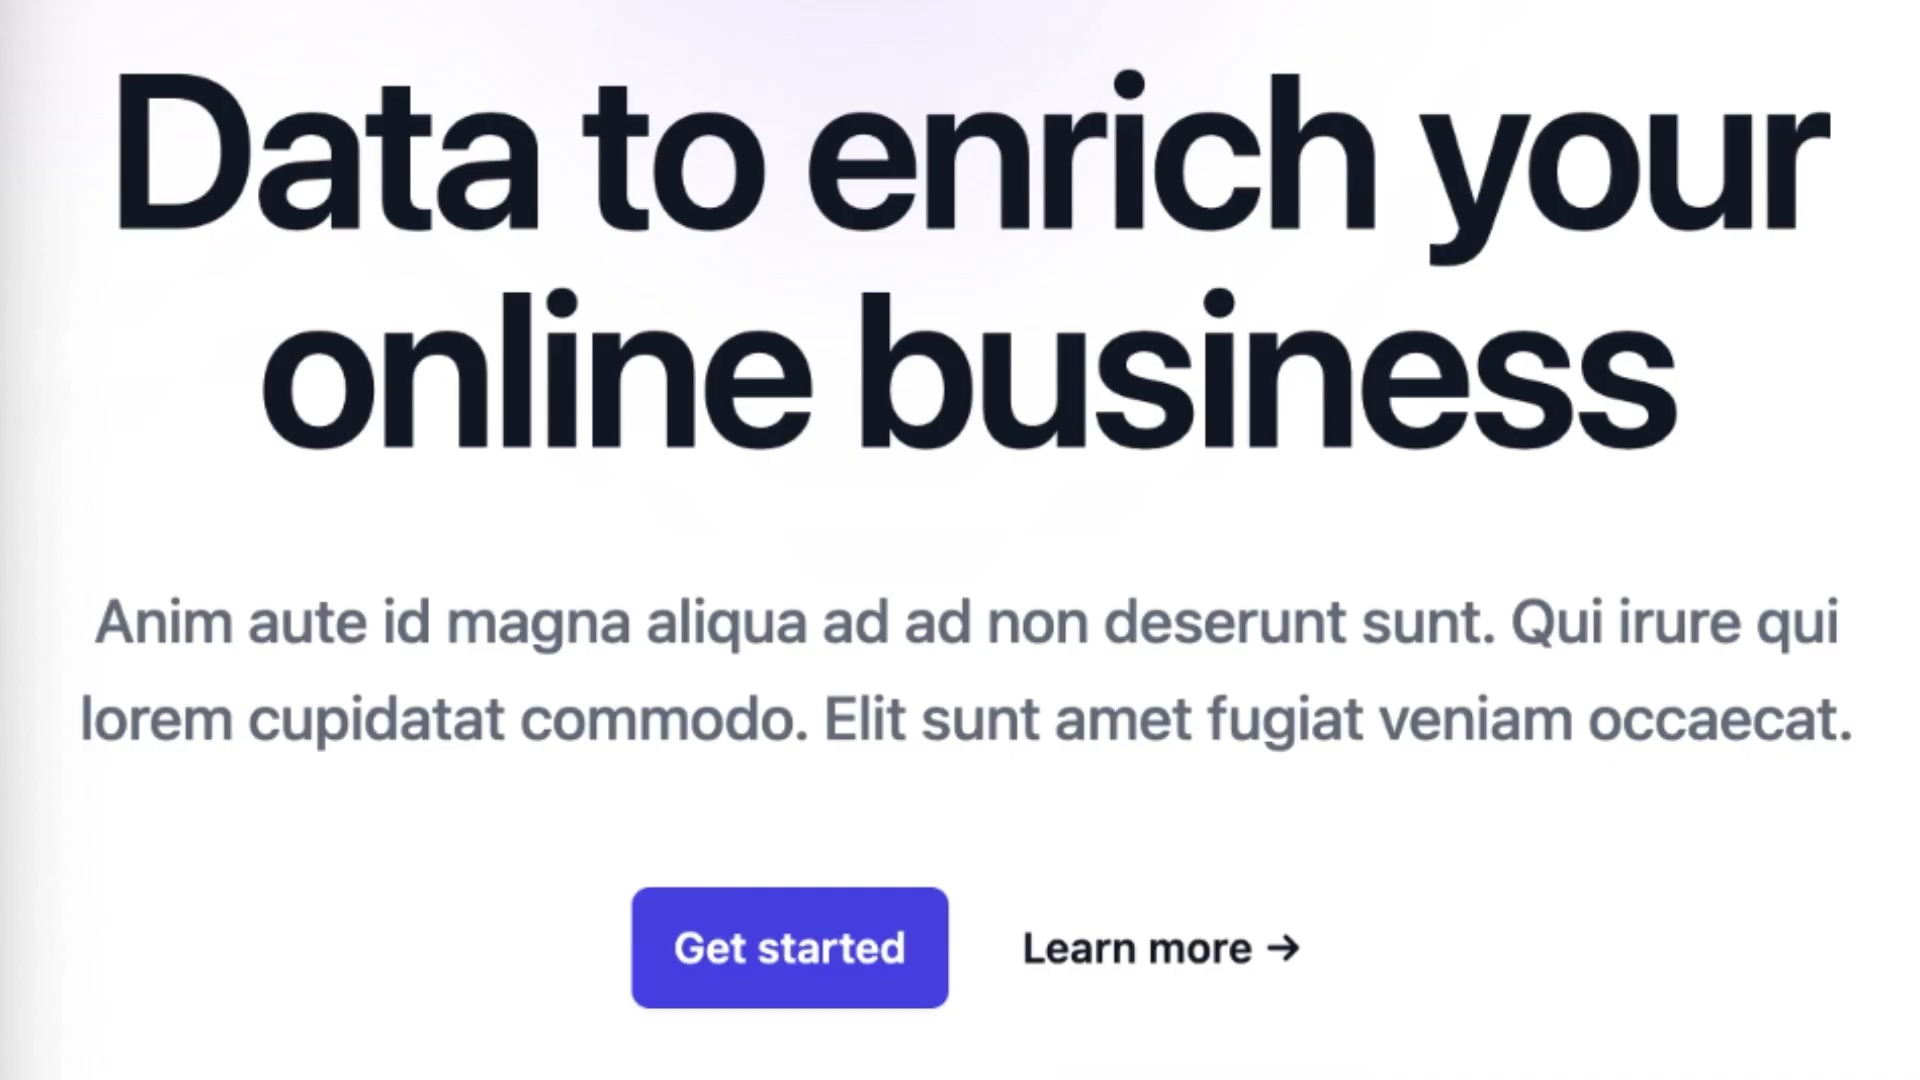 Data to enrich your
online business
Anim aute id magna aliqua ad ad non deserunt sunt. Qui irure qui
lorem cupidatat commodo. Elit sunt amet fugiat veniam occaecat.
Get started
Learn more →